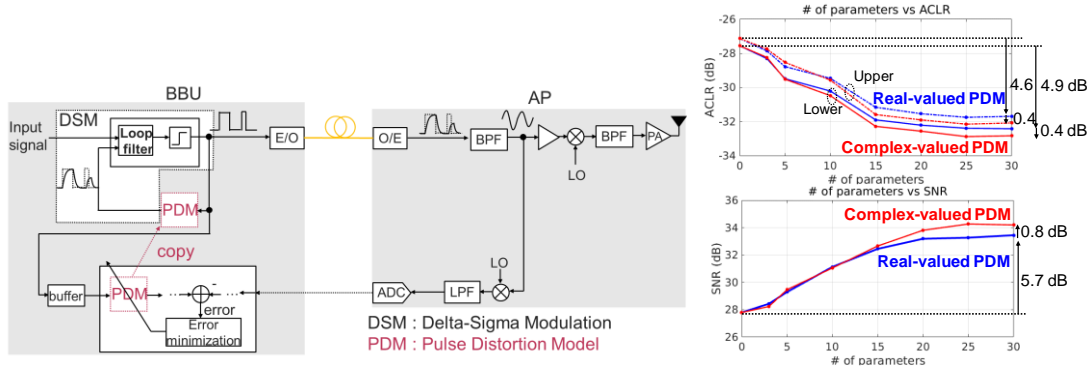 BBU
DSM
Input
signal
Loop
filter
E/O
PDM
copy
buffer
PDM
-
error
Error
minimization
AP
O/E
BPF
LO
BPF
PA
LO
ADC
LPF
DSM : Delta-Sigma Modulation
PDM : Pulse Distortion Model
# of parameters vs ACLR
ACLR (dB)
-26
-28
-30
-32
-34
Upper
Lower
Real-valued PDM
Complex-valued PDM
4.6
4.9 dB
0.4
0.4 dB
0 5 10 15 20 25 30
# of parameters
# of parameters vs SNR
SNR (dB)
36
34
32
30
28
26
Complex-valued PDM
Real-valued PDM
0.8 dB
5.7 dB
0 5 10 15 20 25 30
# of parameters